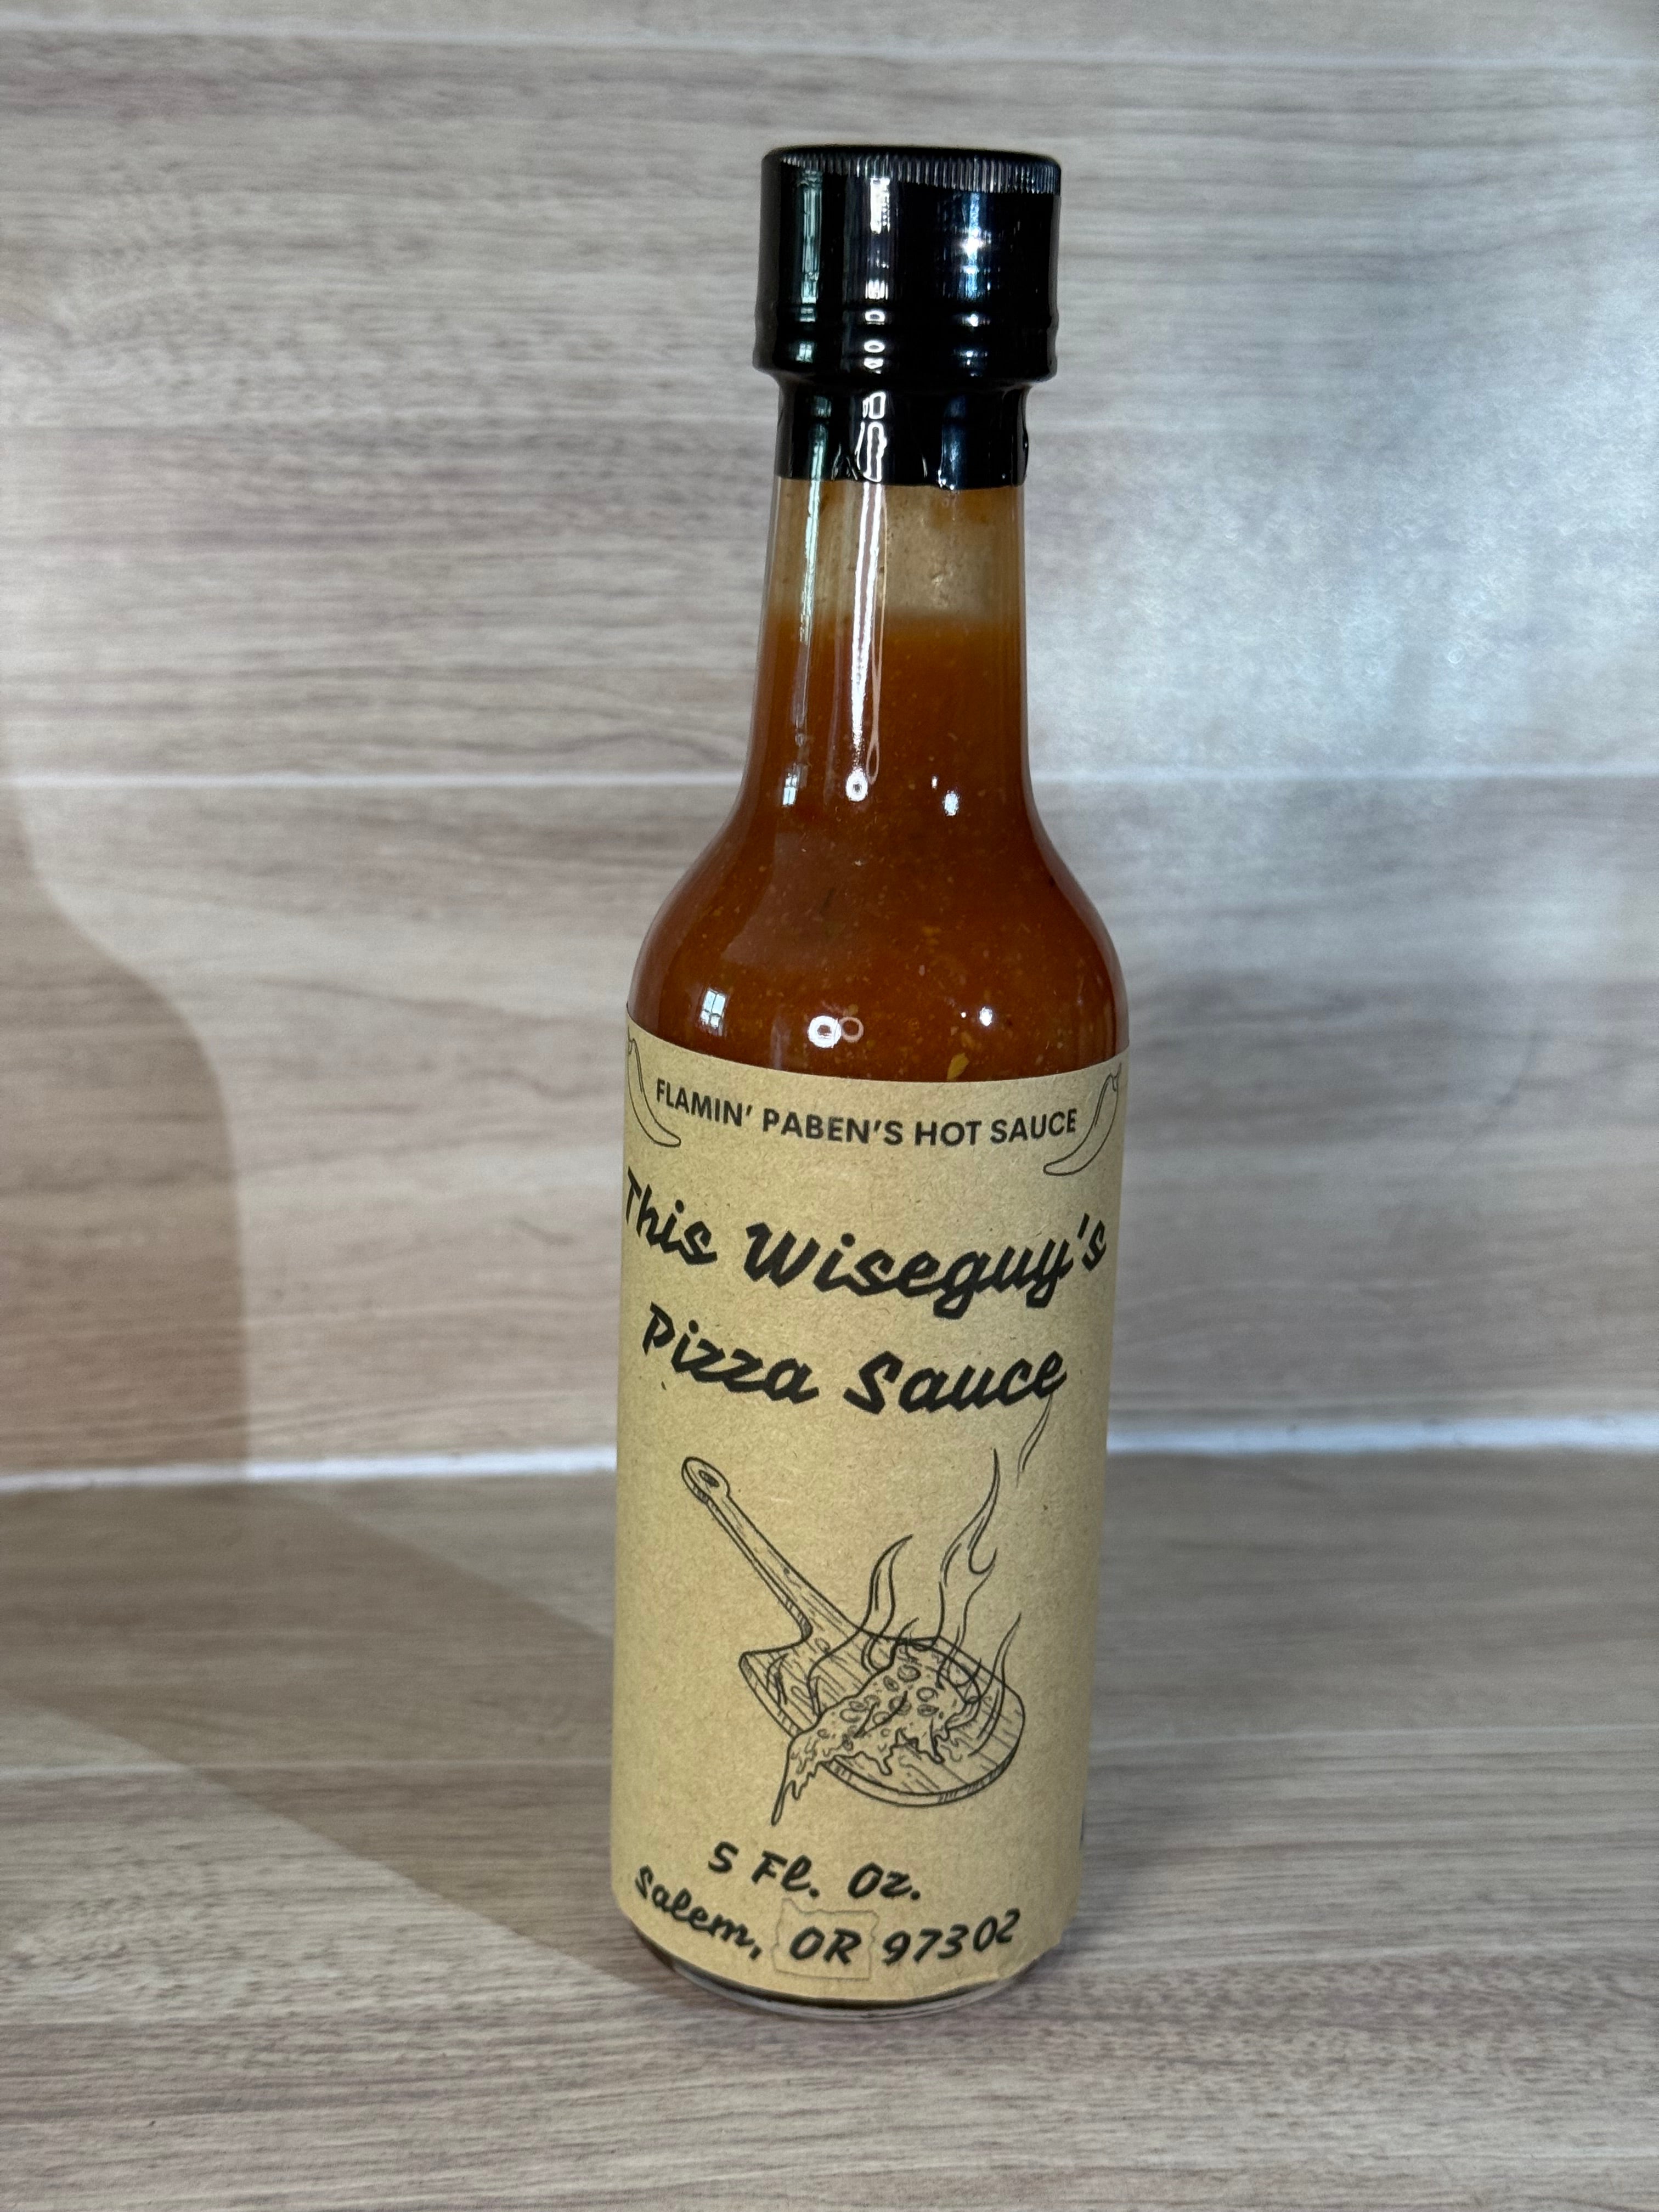 FLAMIN' PABEN'S HOT SAUCE
This Wiseguy's
Pizza Sauce
5 Fl. Oz.
Salem, OR 97302